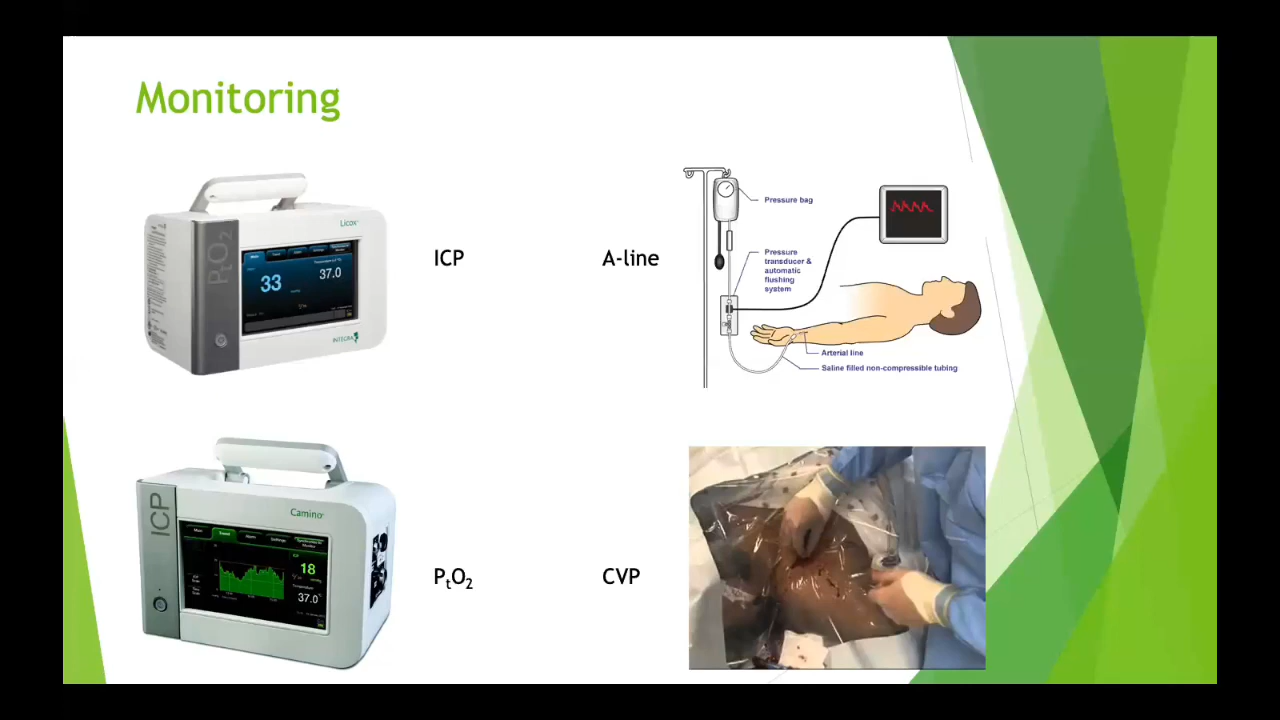 Monitoring
Licox
PtO2
33
37.0
INTEGRA
ICP
A-line
Pressure bag
Pressure
transducer &
automatic
flushing
system
Arterial line
Saline filled non-compressible tubing
ICP
Camino
18
37.0
PtO2
CVP